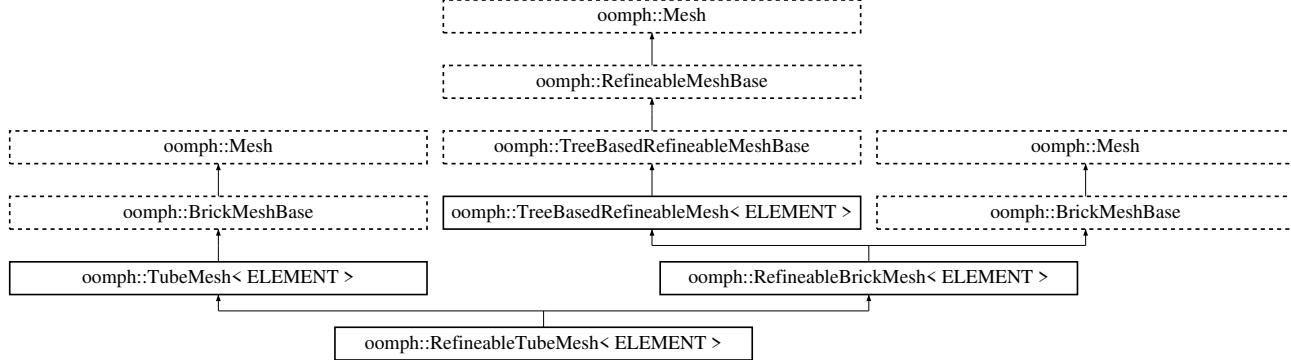 oomph::Mesh
oomph::RefineableMeshBase
oomph::Mesh
oomph::TreeBasedRefineableMeshBase
oomph::Mesh
oomph::BrickMeshBase
oomph::TreeBasedRefineableMesh< ELEMENT >
oomph::BrickMeshBase
oomph::TubeMesh< ELEMENT >
oomph::RefineableBrickMesh< ELEMENT >
oomph::RefineableTubeMesh< ELEMENT >